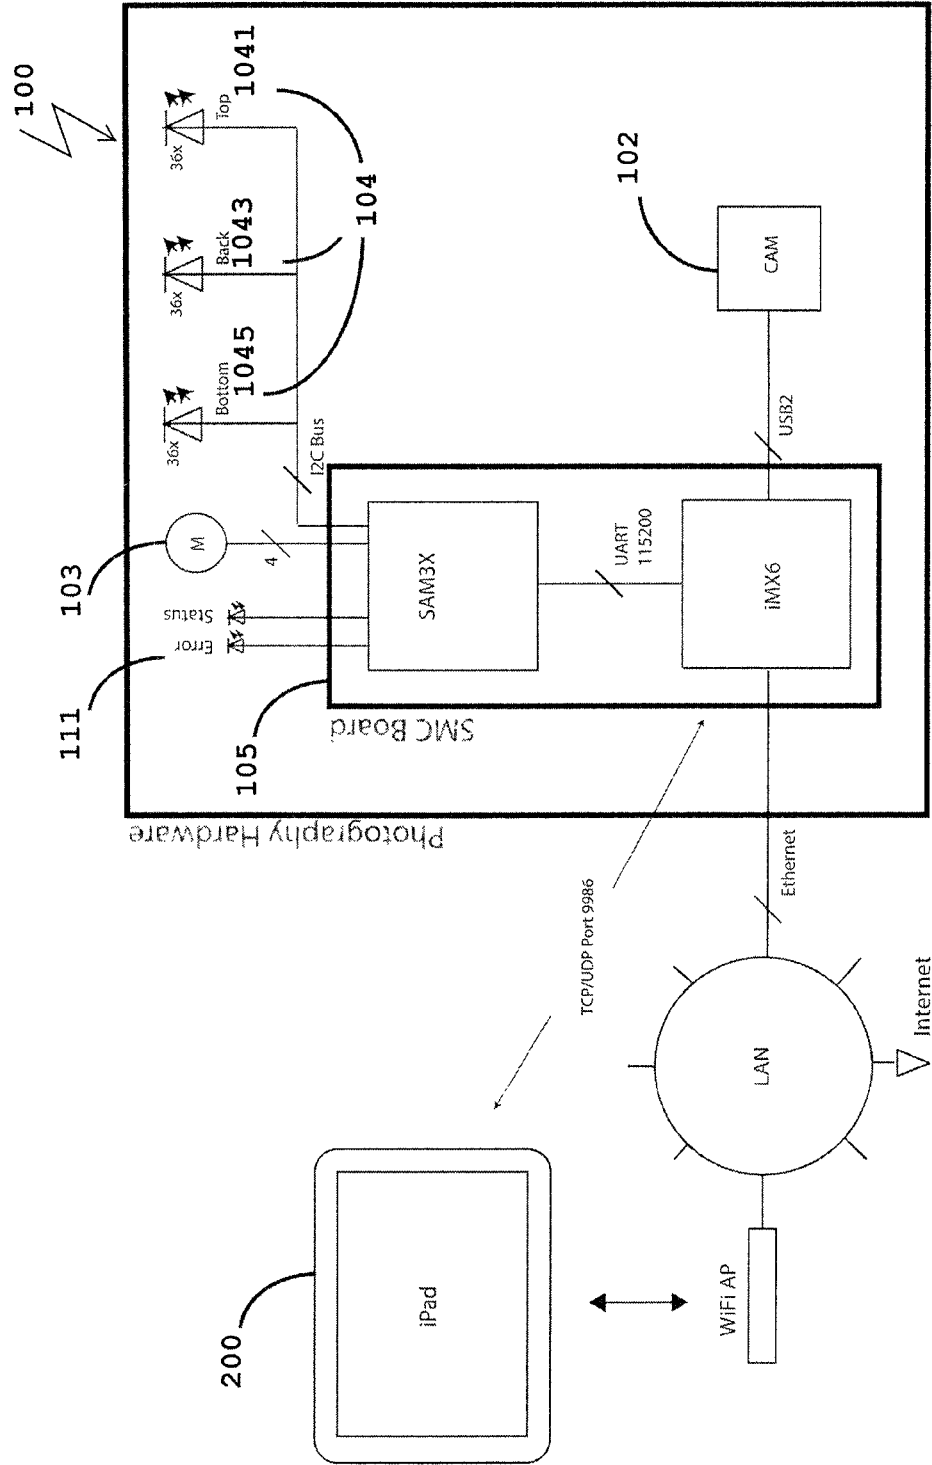 100
Photography Hardware
111
Error
Status
103
M
4
36x
Bottom
1045
36x
Back
1043
36x
Top
1041
104
I2C Bus
105
SMC Board
SAM3X
UART
115200
iMX6
USB2
CAM
102
200
iPad
TCP/UDP Port 9986
WiFi AP
LAN
Ethernet
Internet